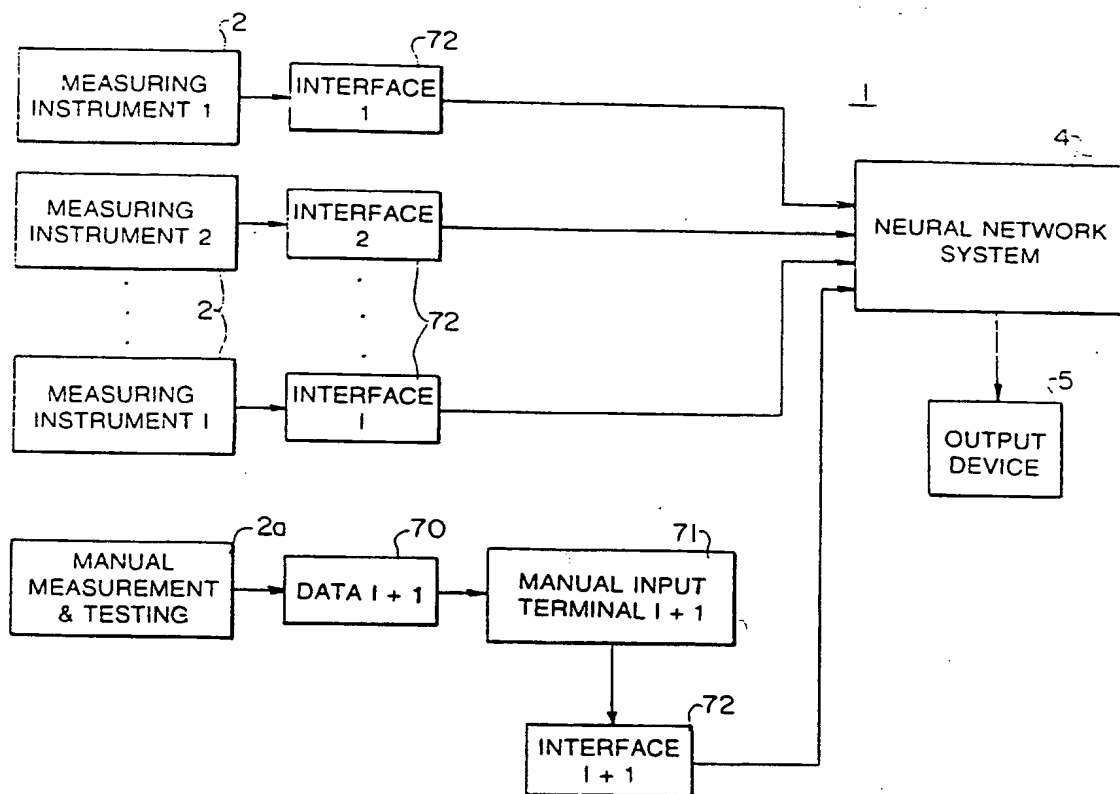 2
72
MEASURING
INSTRUMENT 1
INTERFACE
1
1
4
MEASURING
INSTRUMENT 2
INTERFACE
2
NEURAL NETWORK
SYSTEM
2
72
MEASURING
INSTRUMENT I
INTERFACE
I
5
OUTPUT
DEVICE
2a
70
71
MANUAL
MEASUREMENT
& TESTING
DATA I + 1
MANUAL INPUT
TERMINAL I + 1
72
INTERFACE
I + 1